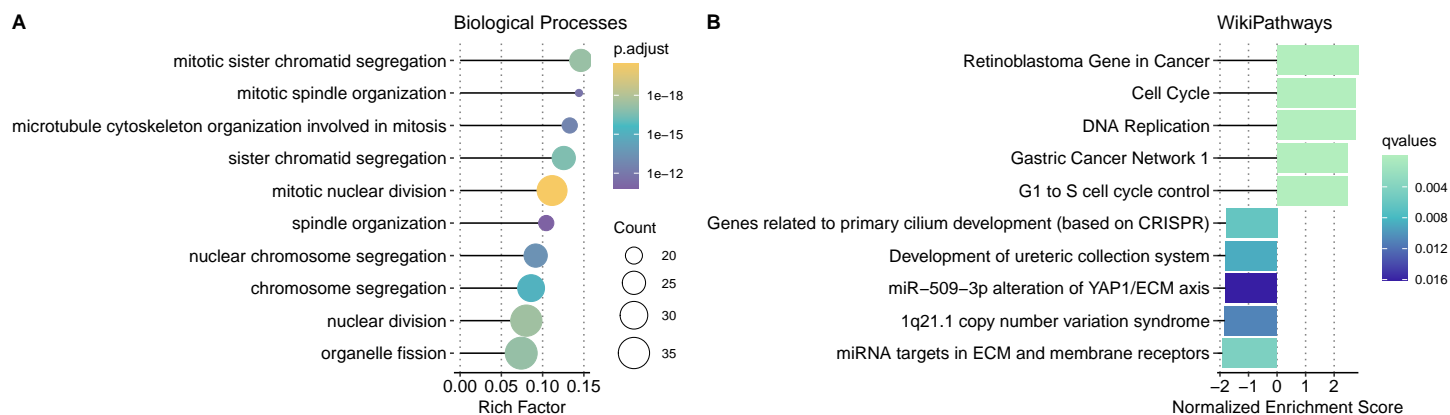 A
Biological Processes
mitotic sister chromatid segregation
mitotic spindle organization
microtubule cytoskeleton organization involved in mitosis
sister chromatid segregation
mitotic nuclear division
spindle organization
nuclear chromosome segregation
chromosome segregation
nuclear division
organelle fission
0.00 0.05 0.10 0.15
Rich Factor
p.adjust
1e−18
1e−15
1e−12
Count
20
25
30
35
B
WikiPathways
Retinoblastoma Gene in Cancer
Cell Cycle
DNA Replication
Gastric Cancer Network 1
G1 to S cell cycle control
Genes related to primary cilium development (based on CRISPR)
Development of ureteric collection system
miR−509−3p alteration of YAP1/ECM axis
1q21.1 copy number variation syndrome
miRNA targets in ECM and membrane receptors
−2 −1 0 1 2
Normalized Enrichment Score
qvalues
0.004
0.008
0.012
0.016